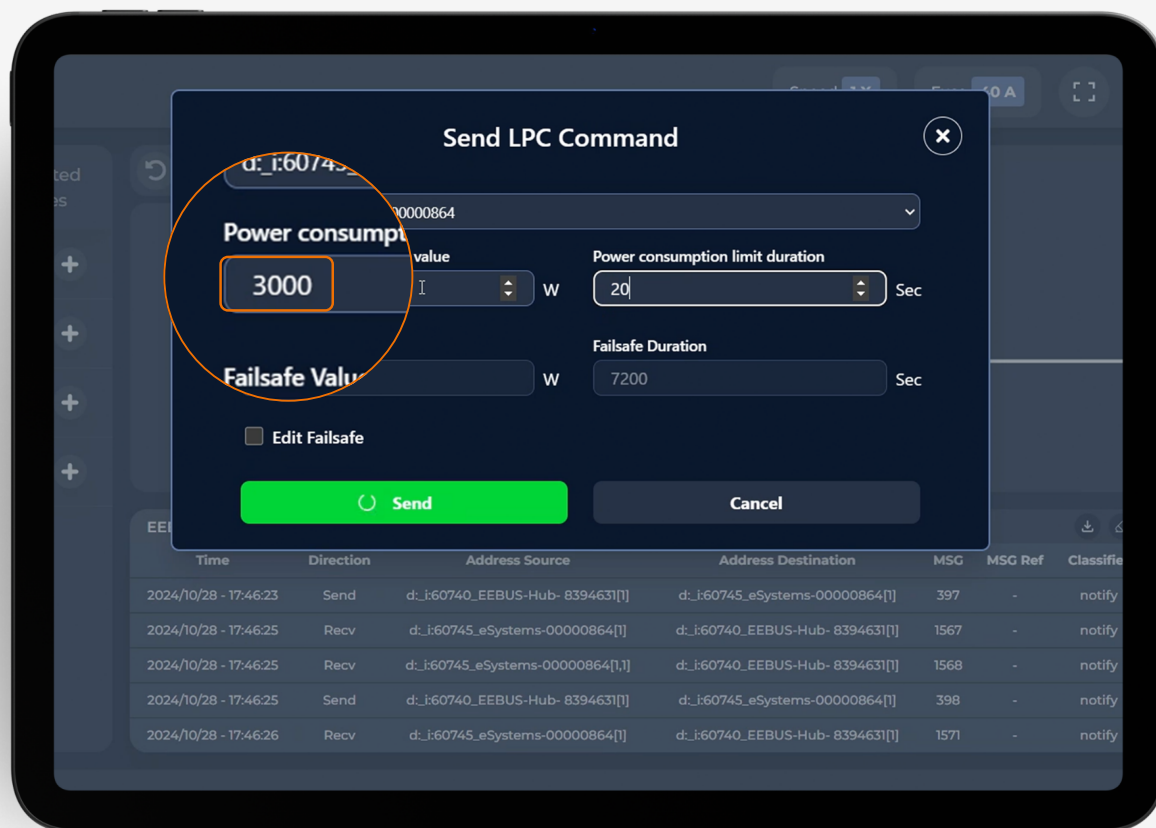 40 A
Send LPC Command
ted
es
d:_i:60745_
00000864
Power consumpt
value
Power consumption limit duration
3000
W
20
Sec
Failsafe Valu
W
Failsafe Duration
7200
Sec
Edit Failsafe
Send
Cancel
Time Direction Address Source Address Destination MSG MSG Ref Classifie
2024/10/28 - 17:46:23 Send d:_i:60740_EEBUS-Hub- 8394631[1] d:_i:60745_eSystems-00000864[1] 397 - notify
2024/10/28 - 17:46:25 Recv d:_i:60745_eSystems-00000864[1] d:_i:60740_EEBUS-Hub- 8394631[1] 1567 - notify
2024/10/28 - 17:46:25 Recv d:_i:60745_eSystems-00000864[1,1] d:_i:60740_EEBUS-Hub- 8394631[1] 1568 - notify
2024/10/28 - 17:46:25 Send d:_i:60740_EEBUS-Hub- 8394631[1] d:_i:60745_eSystems-00000864[1] 398 - notify
2024/10/28 - 17:46:26 Recv d:_i:60745_eSystems-00000864[1] d:_i:60740_EEBUS-Hub- 8394631[1] 1571 - notify